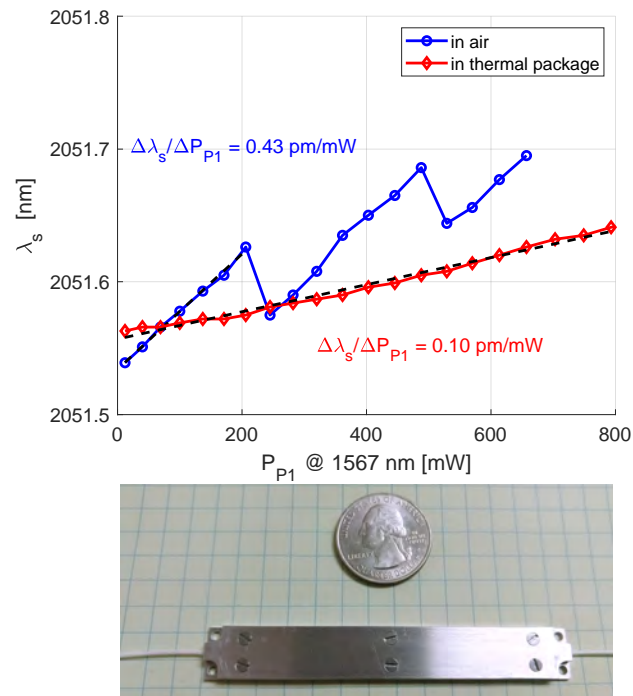 2051.8
2051.7
2051.6
2051.5
λs [nm]
in air
in thermal package
Δλs/ΔPP1 = 0.43 pm/mW
Δλs/ΔPP1 = 0.10 pm/mW
0 200 400 600 800
PP1 @ 1567 nm [mW]
LIBERTY